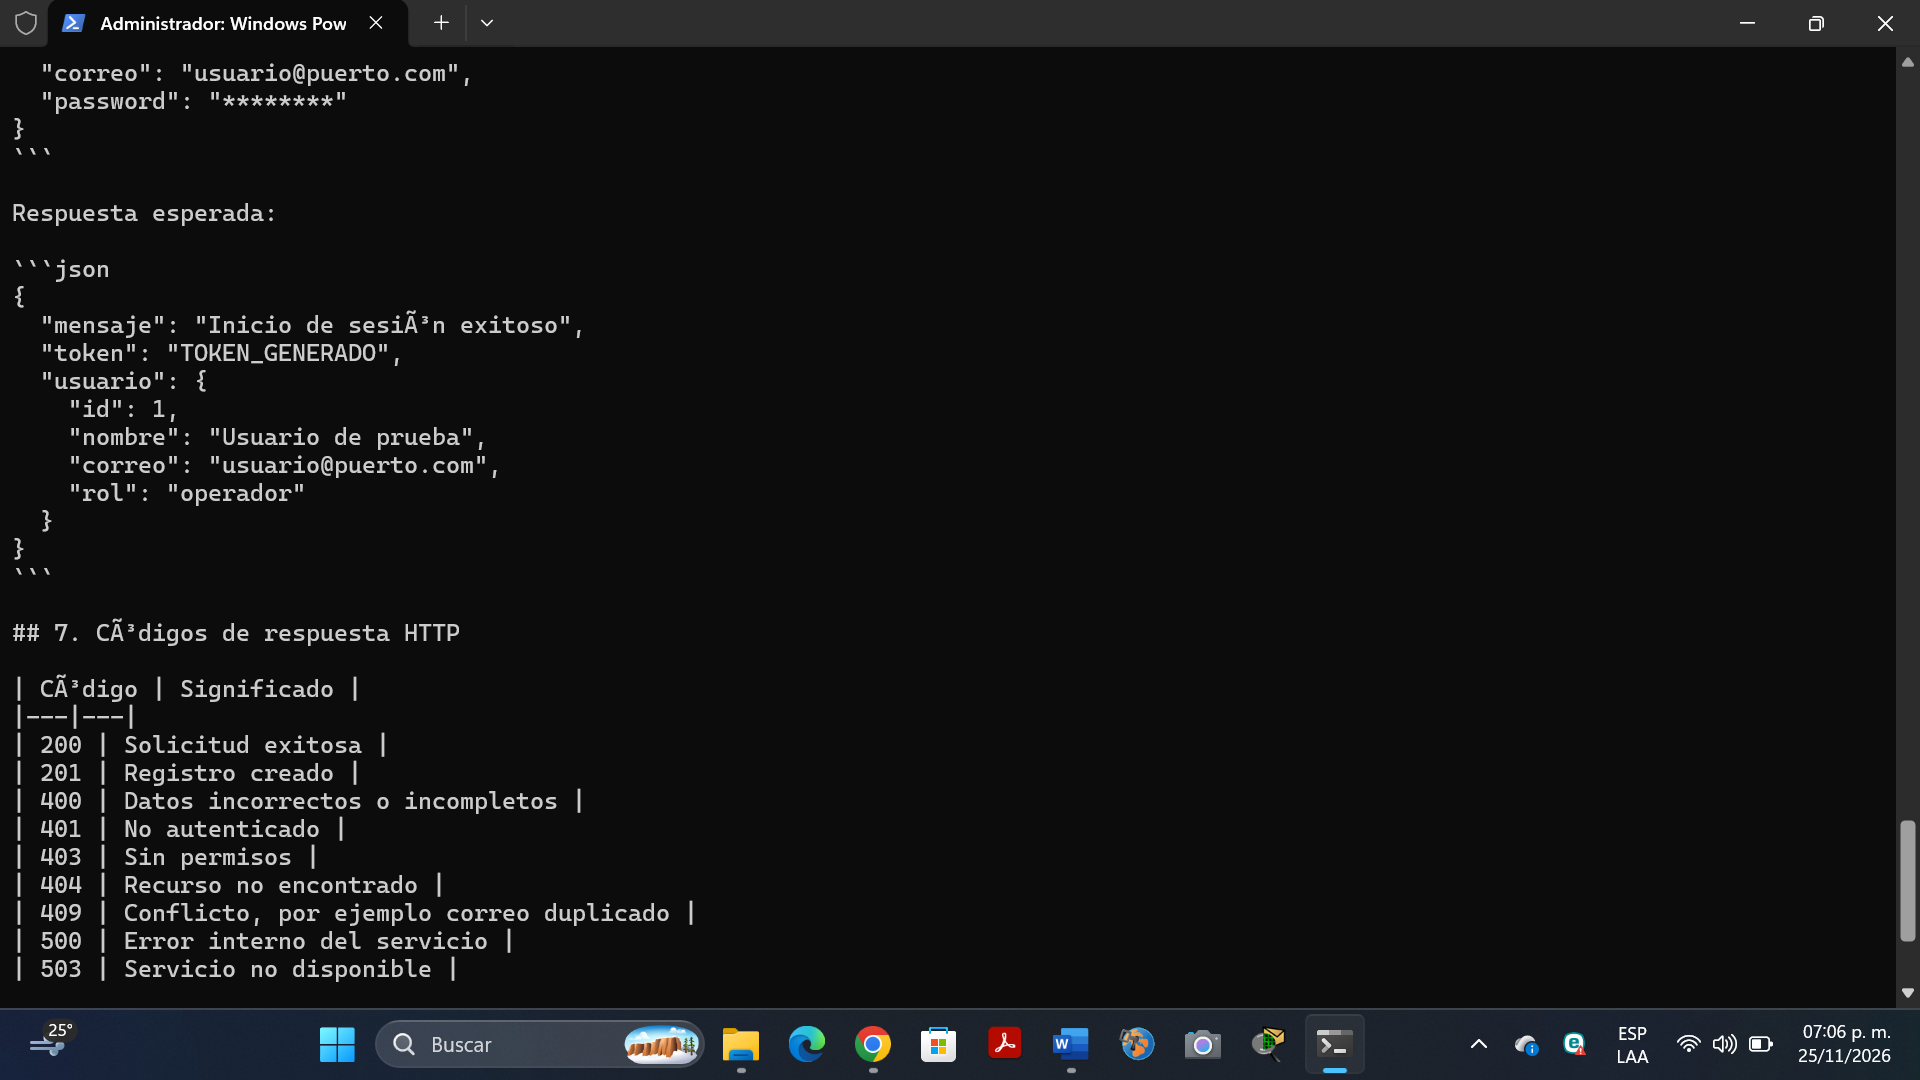 Administrador: Windows Pow
  "correo": "usuario@puerto.com",
  "password": "********"
}
```
Respuesta esperada:
```json
{
  "mensaje": "Inicio de sesiÃ³n exitoso",
  "token": "TOKEN_GENERADO",
  "usuario": {
    "id": 1,
    "nombre": "Usuario de prueba",
    "correo": "usuario@puerto.com",
    "rol": "operador"
  }
}
```
## 7. CÃ³digos de respuesta HTTP
| CÃ³digo | Significado |
|---|---|
| 200 | Solicitud exitosa |
| 201 | Registro creado |
| 400 | Datos incorrectos o incompletos |
| 401 | No autenticado |
| 403 | Sin permisos |
| 404 | Recurso no encontrado |
| 409 | Conflicto, por ejemplo correo duplicado |
| 500 | Error interno del servicio |
| 503 | Servicio no disponible |
25°
Buscar
ESP
LAA
07:06 p. m.
25/11/2026